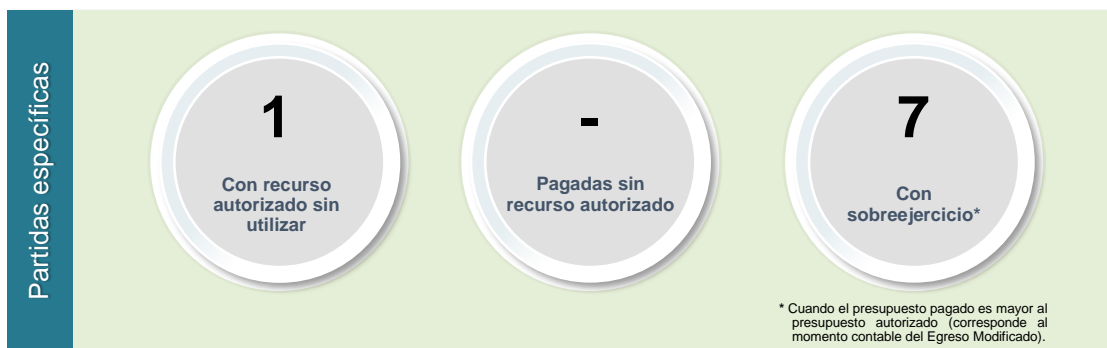 Partidas específicas
1
Con recurso
autorizado sin
utilizar
-
Pagadas sin
recurso autorizado
7
Con
sobreejercicio*
* Cuando el presupuesto pagado es mayor al
presupuesto autorizado (corresponde al
momento contable del Egreso Modificado).